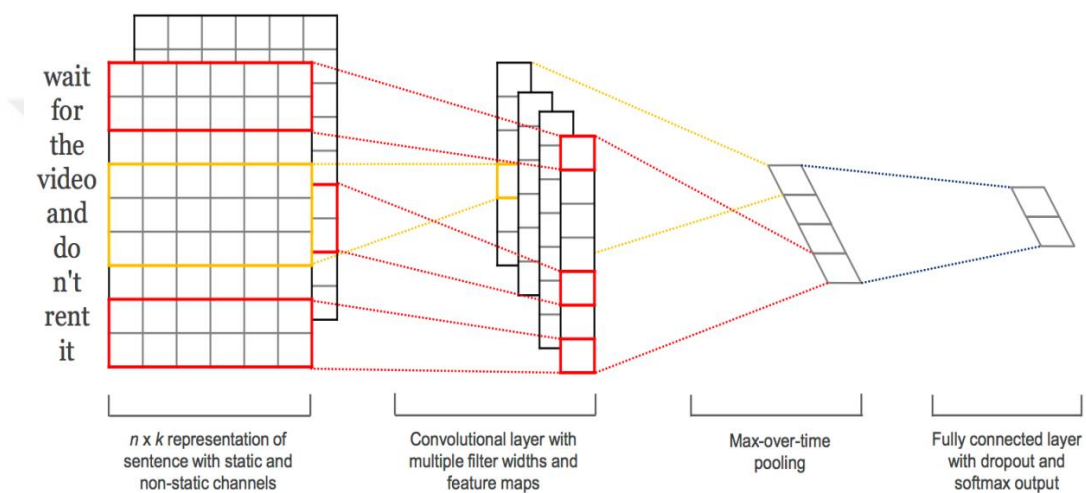 wait
for
the
video
and
do
n't
rent
it
n x k representation of
sentence with static and
non-static channels
Convolutional layer with
multiple filter widths and
feature maps
Max-over-time
pooling
Fully connected layer
with dropout and
softmax output